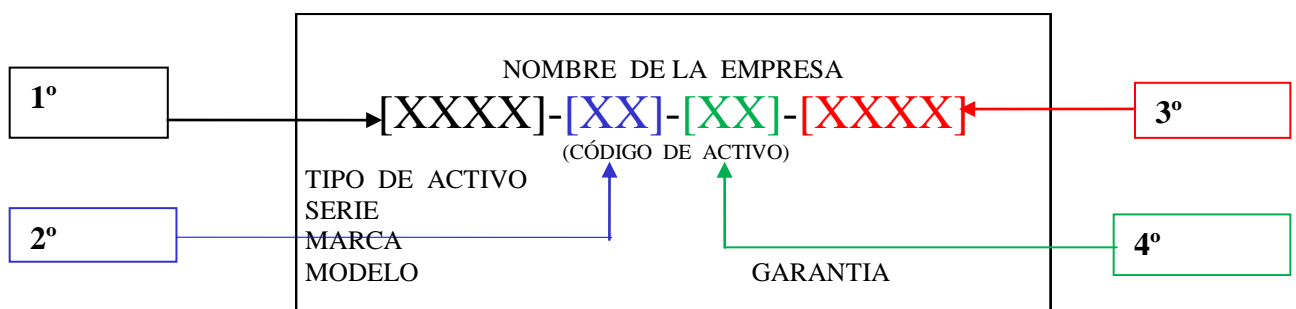 NOMBRE DE LA EMPRESA
1º
[XXXX]-[XX]-[XX]-[XXXX]
3º
(CÓDIGO DE ACTIVO)
TIPO DE ACTIVO
SERIE
2º
MARCA
4º
MODELO
GARANTIA